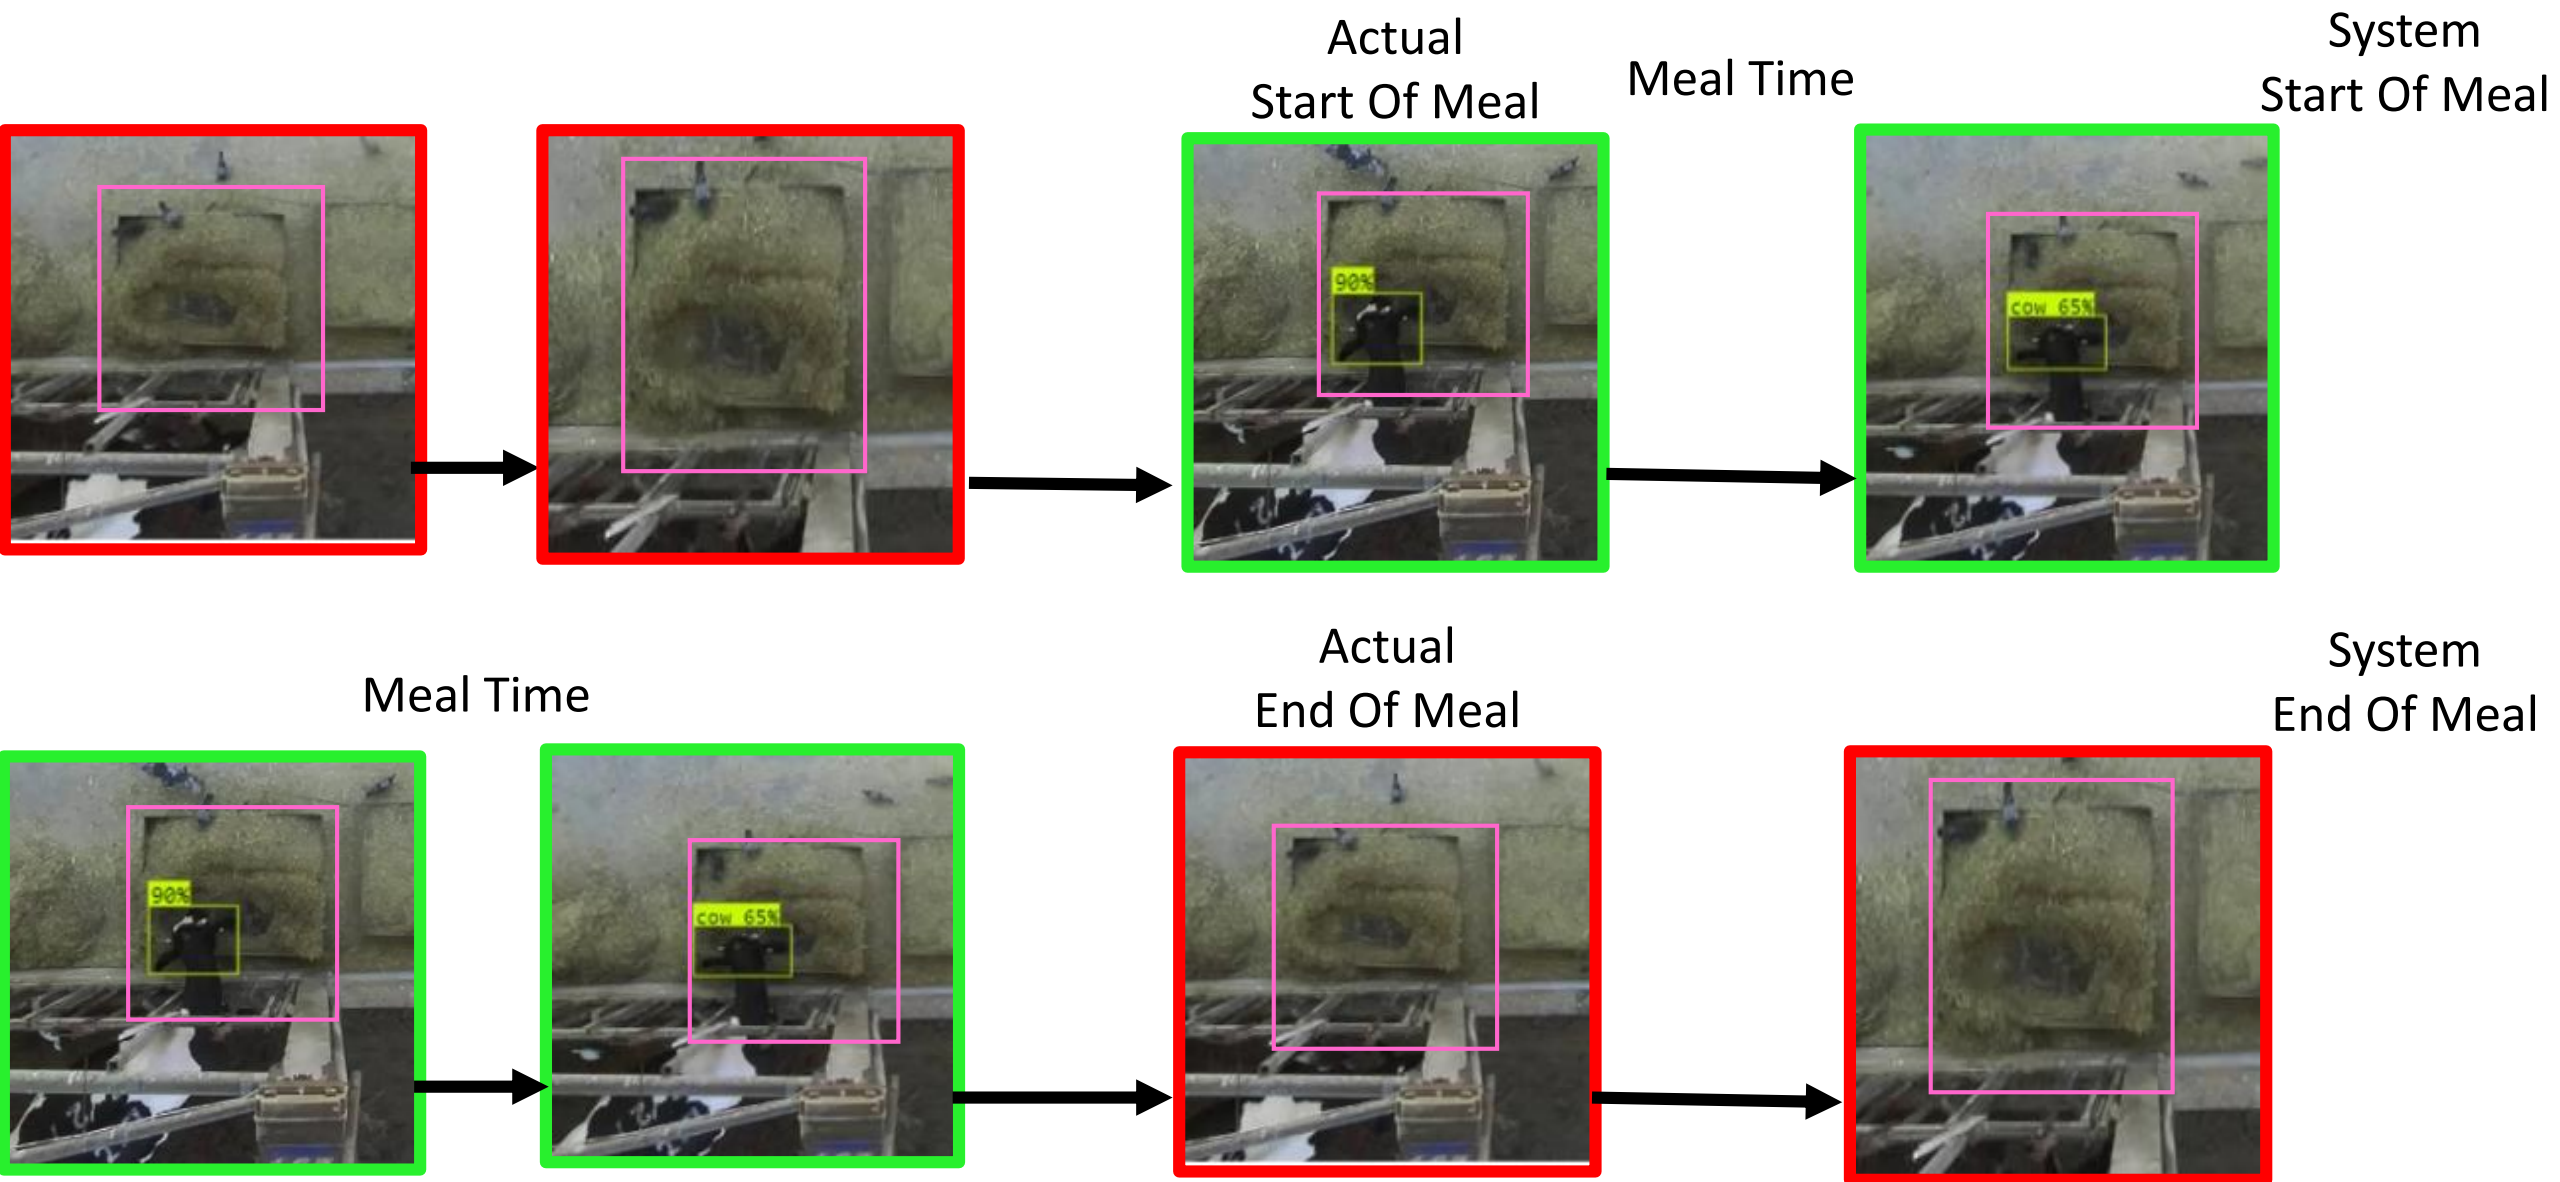 Actual
Start Of Meal
Meal Time
System
Start Of Meal
90%
cow 65%
Meal Time
Actual
End Of Meal
System
End Of Meal
90%
cow 65%